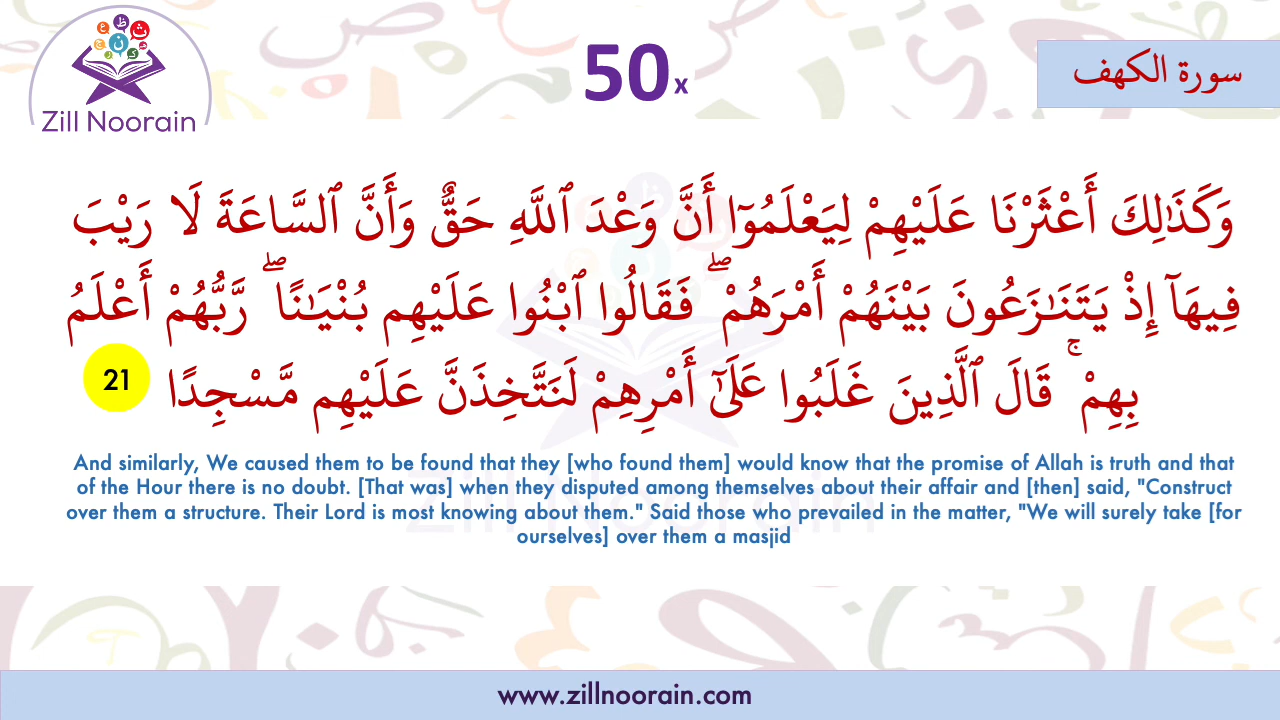 Zill Noorain
50x
سورة الكهف
وَكَذَٰلِكَ أَعْثَرْنَا عَلَيْهِمْ لِيَعْلَمُوٓا أَنَّ وَعْدَ ٱللَّهِ حَقٌّ وَأَنَّ ٱلسَّاعَةَ لَا رَيْبَ
فِيهَآ إِذْ يَتَنَـٰزَعُونَ بَيْنَهُمْ أَمْرَهُمْ ۖ فَقَالُوا ٱبْنُوا عَلَيْهِم بُنْيَـٰنًا ۖ رَّبُّهُمْ أَعْلَمُ
بِهِمْ ۚ قَالَ ٱلَّذِينَ غَلَبُوا عَلَىٰٓ أَمْرِهِمْ لَنَتَّخِذَنَّ عَلَيْهِم مَّسْجِدًا 21
And similarly, We caused them to be found that they [who found them] would know that the promise of Allah is truth and that
of the Hour there is no doubt. [That was] when they disputed among themselves about their affair and [then] said, "Construct
over them a structure. Their Lord is most knowing about them." Said those who prevailed in the matter, "We will surely take [for
ourselves] over them a masjid
Zill Noorain
www.zillnoorain.com